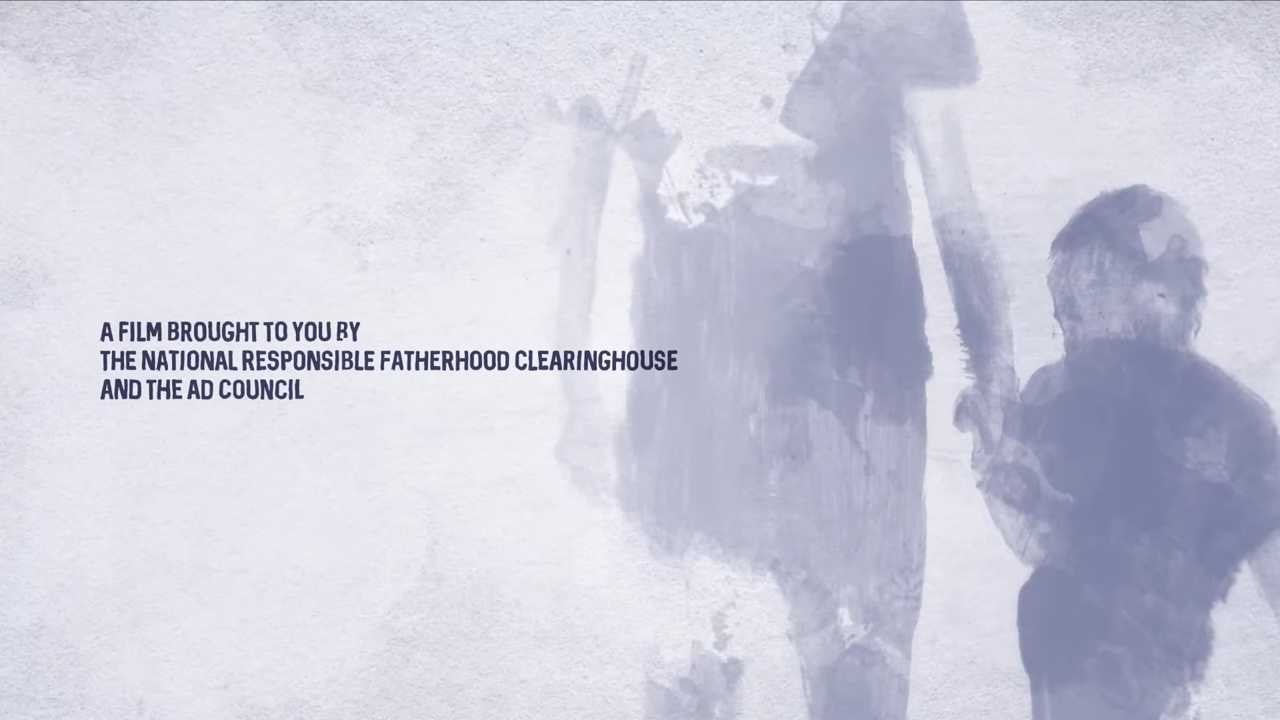 A FILM BROUGHT TO YOU BY
THE NATIONAL RESPONSIBLE FATHERHOOD CLEARINGHOUSE
AND THE AD COUNCIL